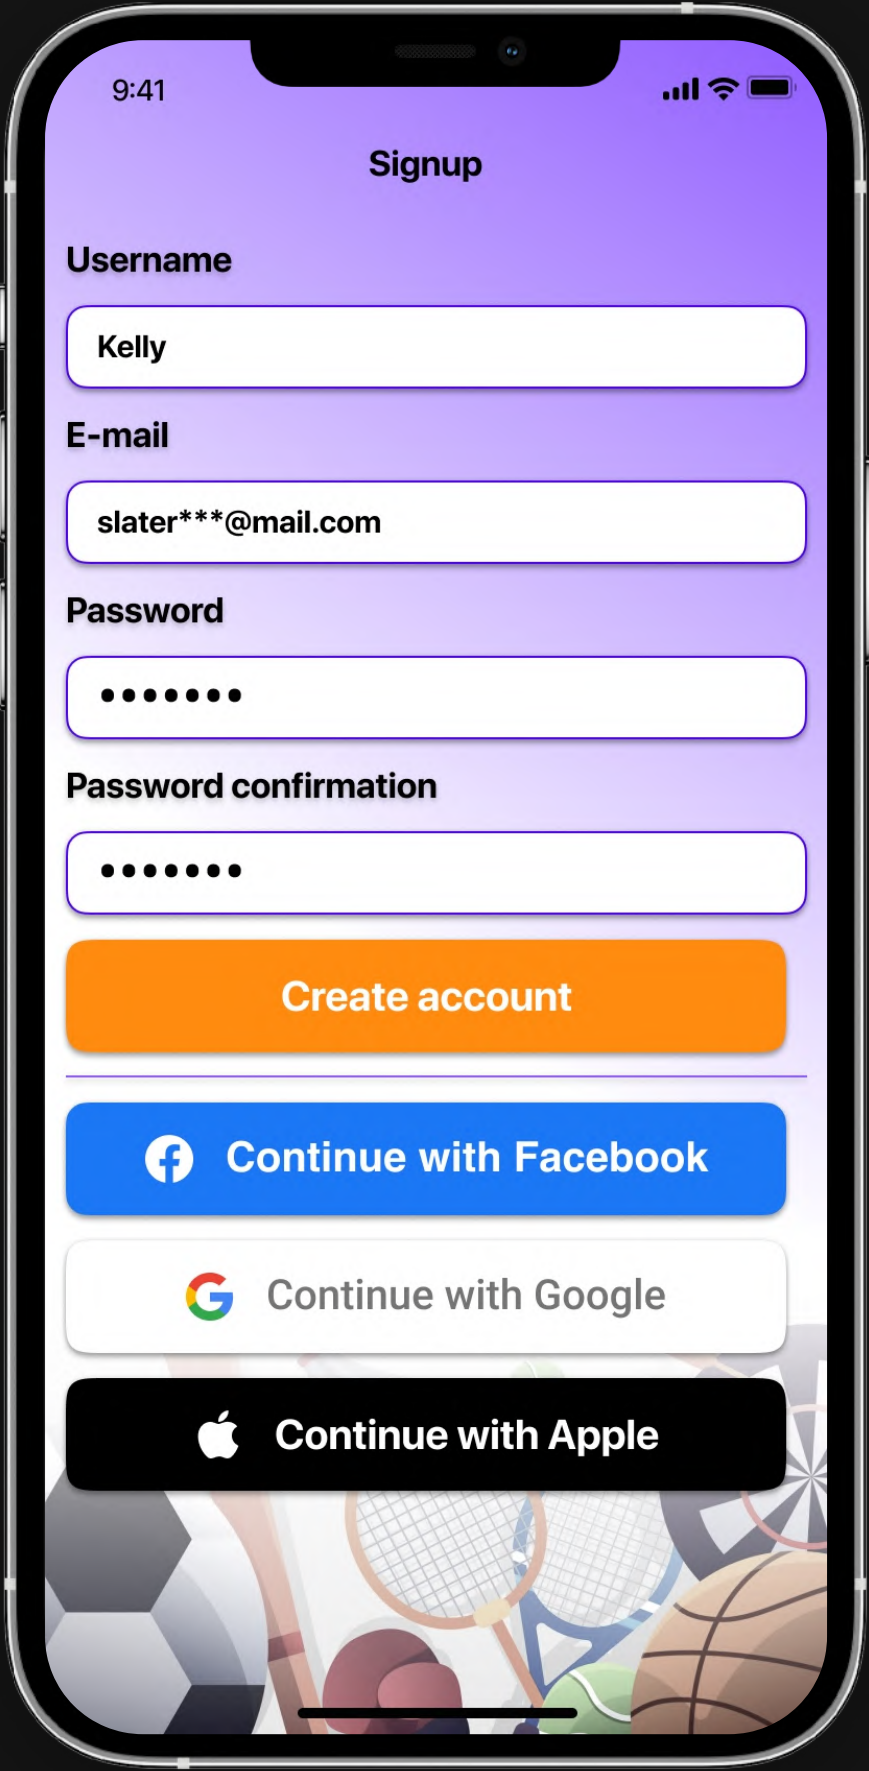 9:41
Signup
Username
Kelly
E-mail
slater***@mail.com
Password
•••••••
Password confirmation
•••••••
Create account
Continue with Facebook
Continue with Google
Continue with Apple